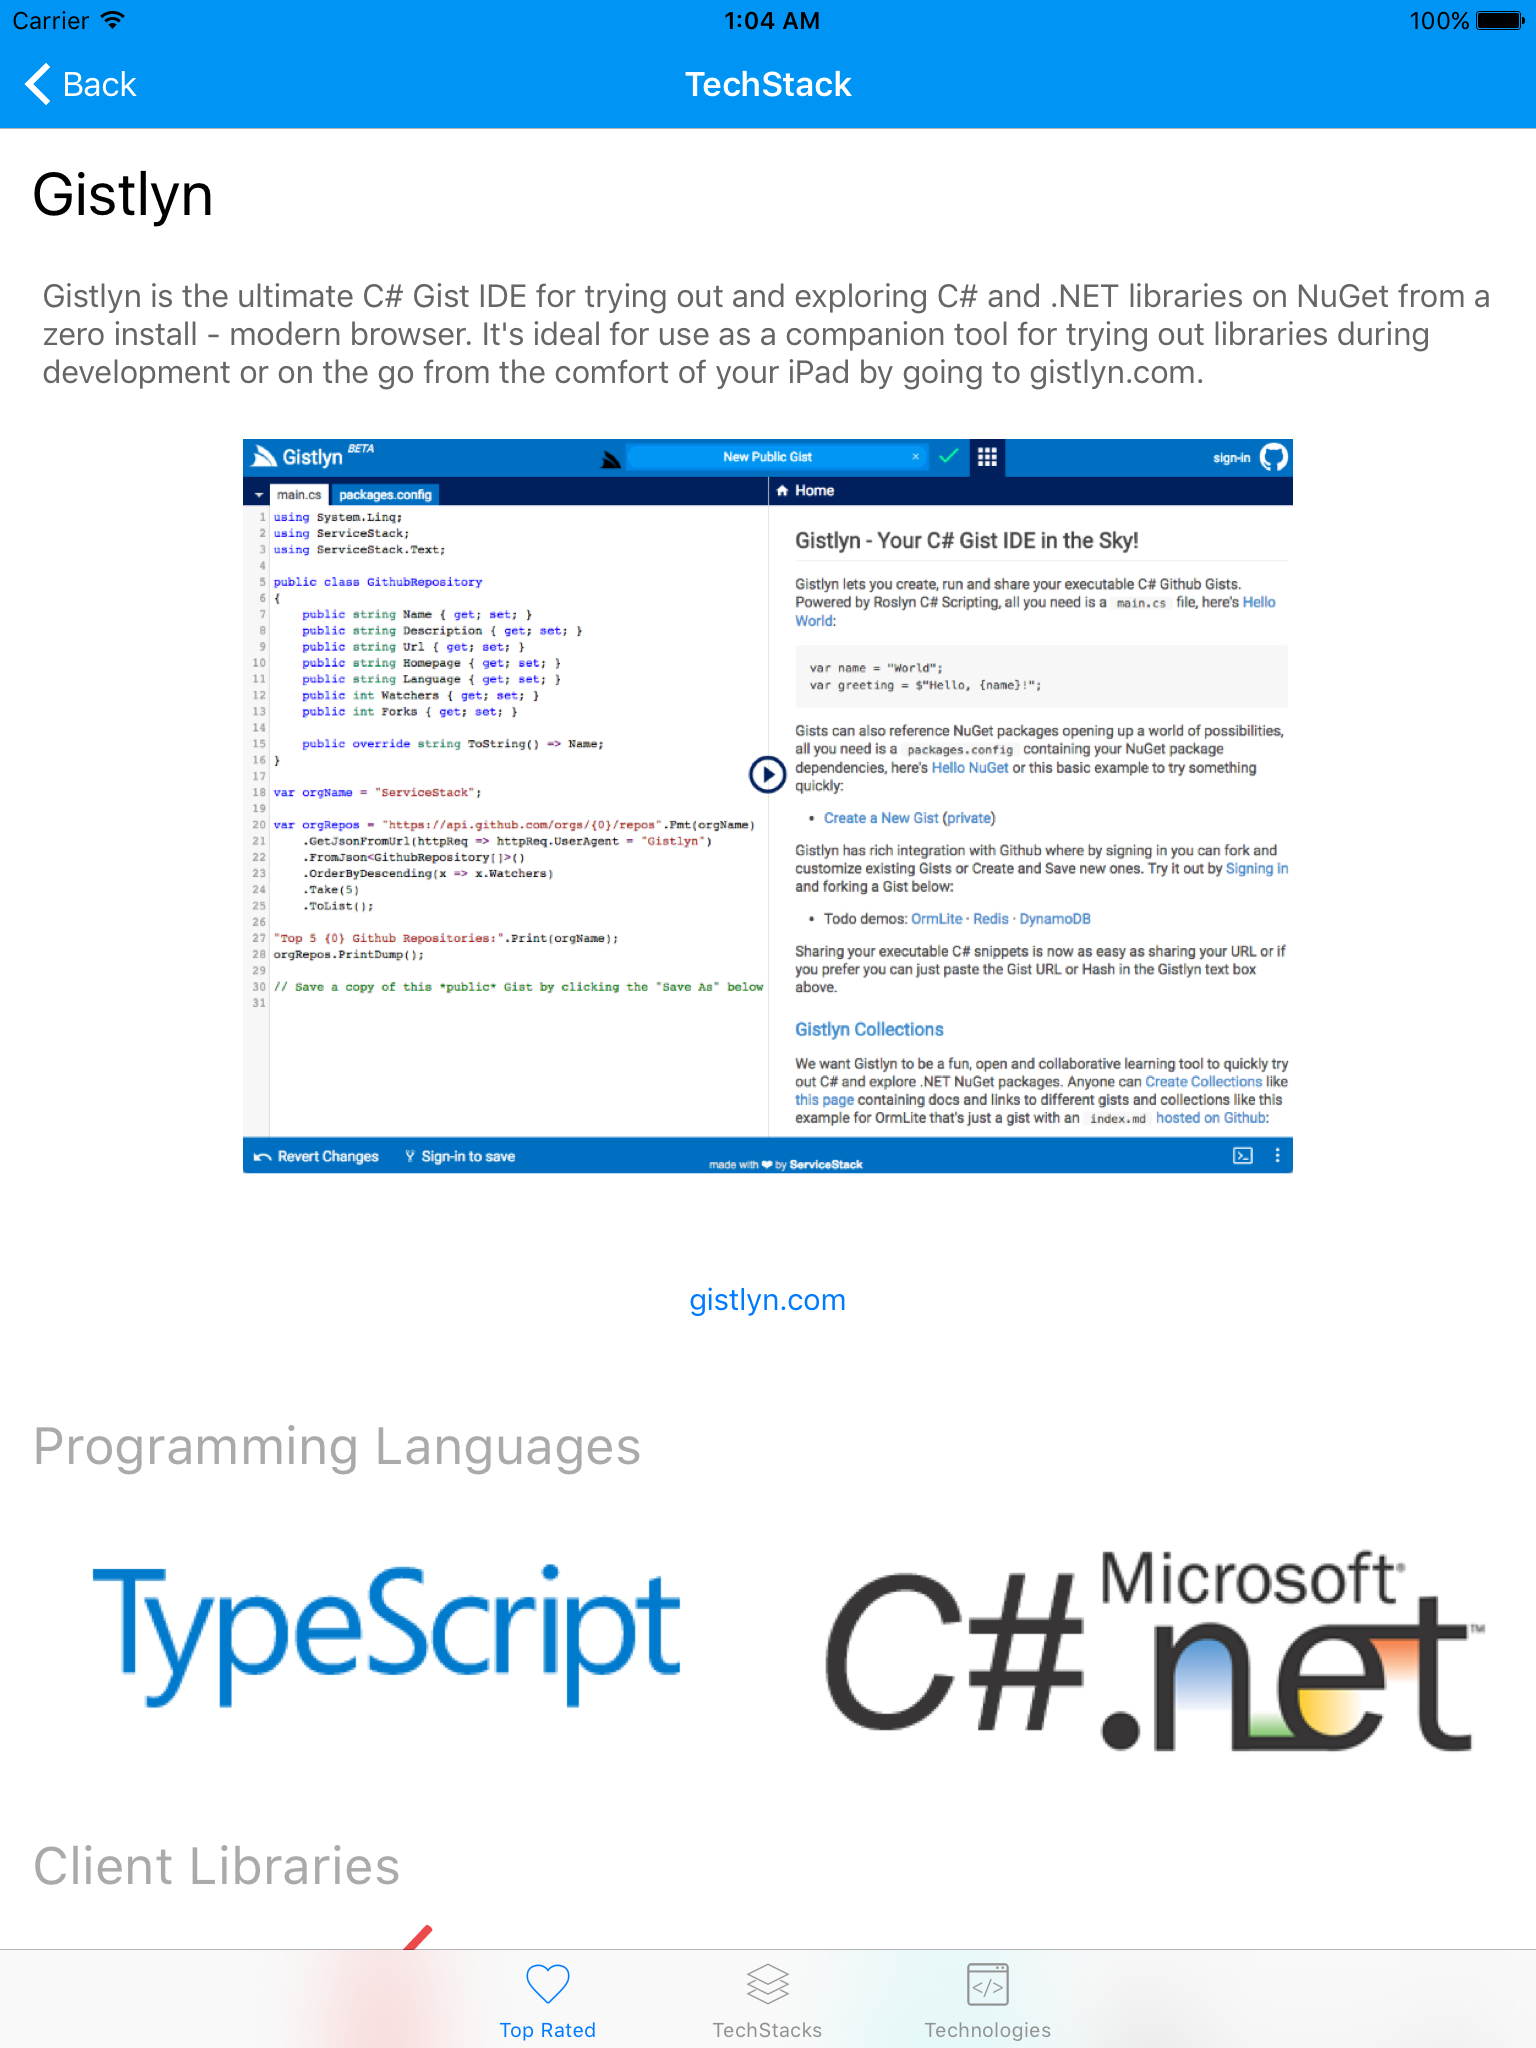 Carrier 1:04 AM 100%
Back TechStack
Gistlyn
Gistlyn is the ultimate C# Gist IDE for trying out and exploring C# and .NET libraries on NuGet from a
zero install - modern browser. It's ideal for use as a companion tool for trying out libraries during
development or on the go from the comfort of your iPad by going to gistlyn.com.
Gistlyn BETA New Public Gist × sign-in
main.cs packages.config
1 using System.Linq;
2 using ServiceStack;
3 using ServiceStack.Text;
4
5 public class GithubRepository
6 {
7 public string Name { get; set; }
8 public string Description { get; set; }
9 public string Url { get; set; }
10 public string Homepage { get; set; }
11 public string Language { get; set; }
12 public int Watchers { get; set; }
13 public int Forks { get; set; }
14
15 public override string ToString() => Name;
16 }
17
18 var orgName = "ServiceStack";
19
20 var orgRepos = "https://api.github.com/orgs/{0}/repos".Fmt(orgName)
21 .GetJsonFromUrl(httpReq => httpReq.UserAgent = "Gistlyn")
22 .FromJson<GithubRepository[]>()
23 .OrderByDescending(x => x.Watchers)
24 .Take(5)
25 .ToList();
26
27 "Top 5 {0} Github Repositories:".Print(orgName);
28 orgRepos.PrintDump();
29
30 // Save a copy of this *public* Gist by clicking the "Save As" below
31
Home
Gistlyn - Your C# Gist IDE in the Sky!
Gistlyn lets you create, run and share your executable C# Github Gists.
Powered by Roslyn C# Scripting, all you need is a main.cs file, here's Hello
World:
var name = "World";
var greeting = $"Hello, {name}!";
Gists can also reference NuGet packages opening up a world of possibilities,
all you need is a packages.config containing your NuGet package
dependencies, here's Hello NuGet or this basic example to try something
quickly:
• Create a New Gist (private)
Gistlyn has rich integration with Github where by signing in you can fork and
customize existing Gists or Create and Save new ones. Try it out by Signing in
and forking a Gist below:
• Todo demos: OrmLite · Redis · DynamoDB
Sharing your executable C# snippets is now as easy as sharing your URL or if
you prefer you can just paste the Gist URL or Hash in the Gistlyn text box
above.
Gistlyn Collections
We want Gistlyn to be a fun, open and collaborative learning tool to quickly try
out C# and explore .NET NuGet packages. Anyone can Create Collections like
this page containing docs and links to different gists and collections like this
example for OrmLite that's just a gist with an index.md hosted on Github:
Revert Changes Sign-in to save made with ❤ by ServiceStack
gistlyn.com
Programming Languages
TypeScript
C# Microsoft®
.net™
Client Libraries
Top Rated TechStacks Technologies